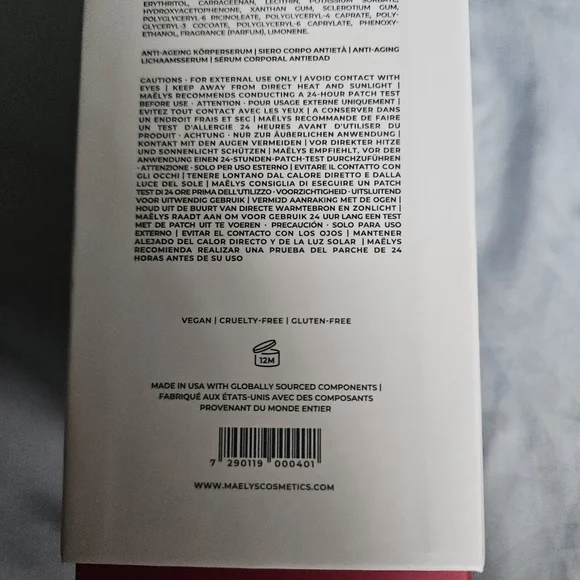 ERYTHRITOL, CARRAGEENAN, LECITHIN, POTASSIUM SORBATE,
HYDROXYACETOPHENONE, XANTHAN GUM, SCLEROTIUM GUM,
POLYGLYCERYL-6 RICINOLEATE, POLYGLYCERYL-4 CAPRATE, POLY-
GLYCERYL-3 COCOATE, POLYGLYCERYL-6 CAPRYLATE, PHENOXY-
ETHANOL, FRAGRANCE (PARFUM), LIMONENE.
ANTI-AGEING KÖRPERSERUM | SIERO CORPO ANTIETÀ | ANTI-AGING
LICHAAMSSERUM | SÉRUM CORPORAL ANTIEDAD
CAUTIONS · FOR EXTERNAL USE ONLY | AVOID CONTACT WITH
EYES | KEEP AWAY FROM DIRECT HEAT AND SUNLIGHT |
MAËLYS RECOMMENDS CONDUCTING A 24-HOUR PATCH TEST
BEFORE USE · ATTENTION · POUR USAGE EXTERNE UNIQUEMENT |
EVITEZ TOUT CONTACT AVEC LES YEUX | A CONSERVER DANS
UN ENDROIT FRAIS ET SEC | MAËLYS RECOMMANDE DE FAIRE
UN TEST D'ALLERGIE 24 HEURES AVANT D'UTILISER DU
PRODUIT · ACHTUNG · NUR ZUR ÄUßERLICHEN ANWENDUNG |
KONTAKT MIT DEN AUGEN VERMEIDEN | VOR DIREKTER HITZE
UND SONNENLICHT SCHÜTZEN | MAËLYS EMPFIEHLT, VOR DER
ANWENDUNG EINEN 24-STUNDEN-PATCH-TEST DURCHZUFÜHREN
· ATTENZIONE · SOLO PER USO ESTERNO | EVITARE IL CONTATTO CON
GLI OCCHI | TENERE LONTANO DAL CALORE DIRETTO E DALLA
LUCE DEL SOLE | MAËLYS CONSIGLIA DI ESEGUIRE UN PATCH
TEST DI 24 ORE PRIMA DELL'UTILIZZO · VOORZICHTIGHEID · UITSLUITEND
VOOR UITWENDIG GEBRUIK | VERMIJD AANRAKING MET DE OGEN |
HOUD UIT DE BUURT VAN DIRECTE WARMTEBRON EN ZONLICHT |
MAËLYS RAADT AAN OM VOOR GEBRUIK 24 UUR LANG EEN TEST
MET DE PATCH UIT TE VOEREN · PRECAUCIÓN · SOLO PARA USO
EXTERNO | EVITAR EL CONTACTO CON LOS OJOS | MANTENER
ALEJADO DEL CALOR DIRECTO Y DE LA LUZ SOLAR | MAËLYS
RECOMIENDA REALIZAR UNA PRUEBA DEL PARCHE DE 24
HORAS ANTES DE SU USO
VEGAN | CRUELTY-FREE | GLUTEN-FREE
12M
MADE IN USA WITH GLOBALLY SOURCED COMPONENTS |
FABRIQUÉ AUX ÉTATS-UNIS AVEC DES COMPOSANTS
PROVENANT DU MONDE ENTIER
7 290119 000401
WWW.MAELYSCOSMETICS.COM